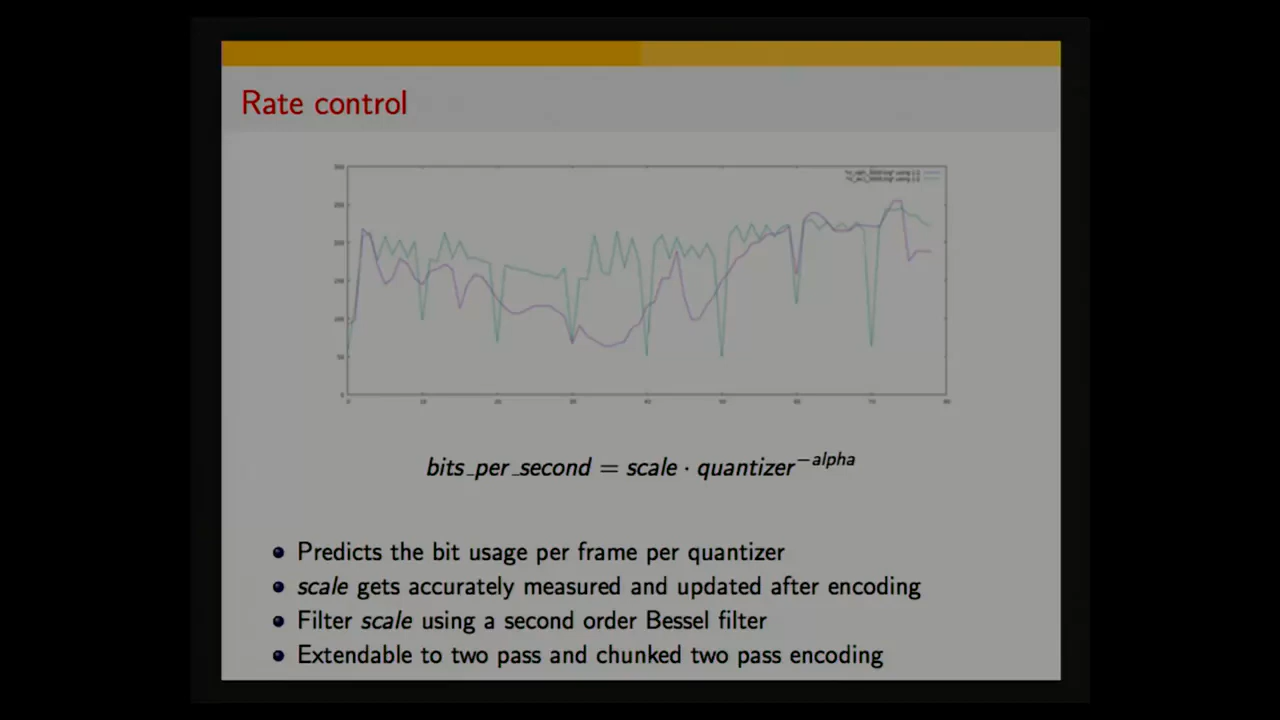 Rate control
bits_per_second = scale · quantizer^−alpha
Predicts the bit usage per frame per quantizer
scale gets accurately measured and updated after encoding
Filter scale using a second order Bessel filter
Extendable to two pass and chunked two pass encoding